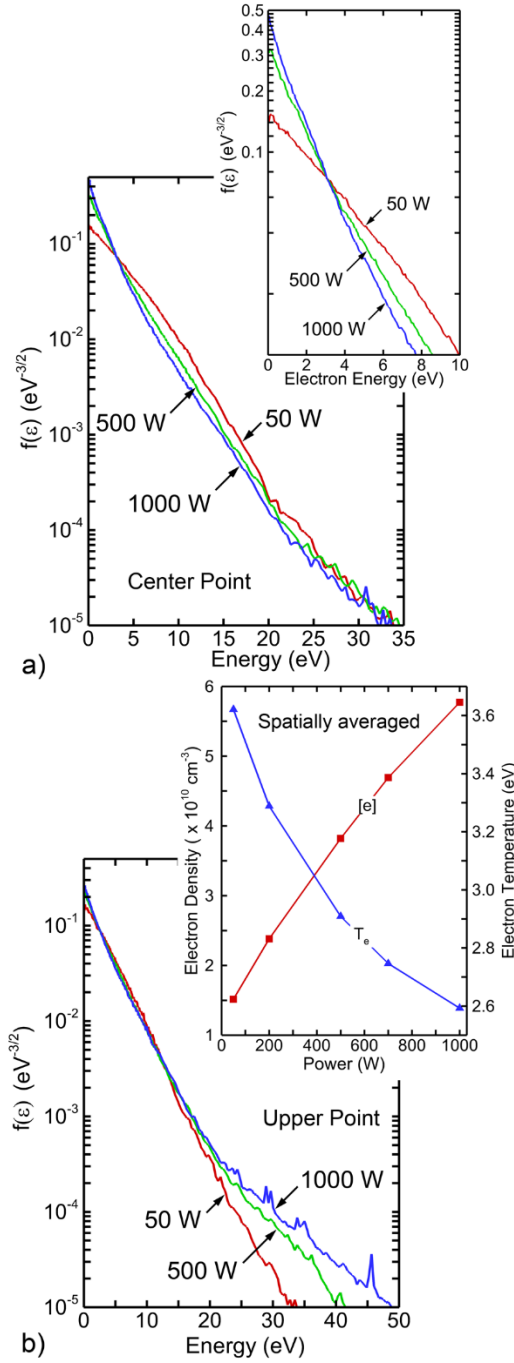 0.5
0.4
0.3
0.2
0.1
f(ε) (eV-3/2)
50 W
500 W
1000 W
0 2 4 6 8 10
Electron Energy (eV)
10-1
10-2
10-3
10-4
10-5
f(ε) (eV-3/2)
500 W
50 W
1000 W
Center Point
0 5 10 15 20 25 30 35
Energy (eV)
a)
6
5
4
3
2
1
Electron Density ( x 1010 cm-3)
Spatially averaged
[e]
Te
3.6
3.4
3.2
3.0
2.8
2.6
Electron Temperature (eV)
0 200 400 600 800 1000
Power (W)
10-1
10-2
10-3
10-4
10-5
f(ε) (eV-3/2)
Upper Point
1000 W
50 W
500 W
0 10 20 30 40 50
Energy (eV)
b)